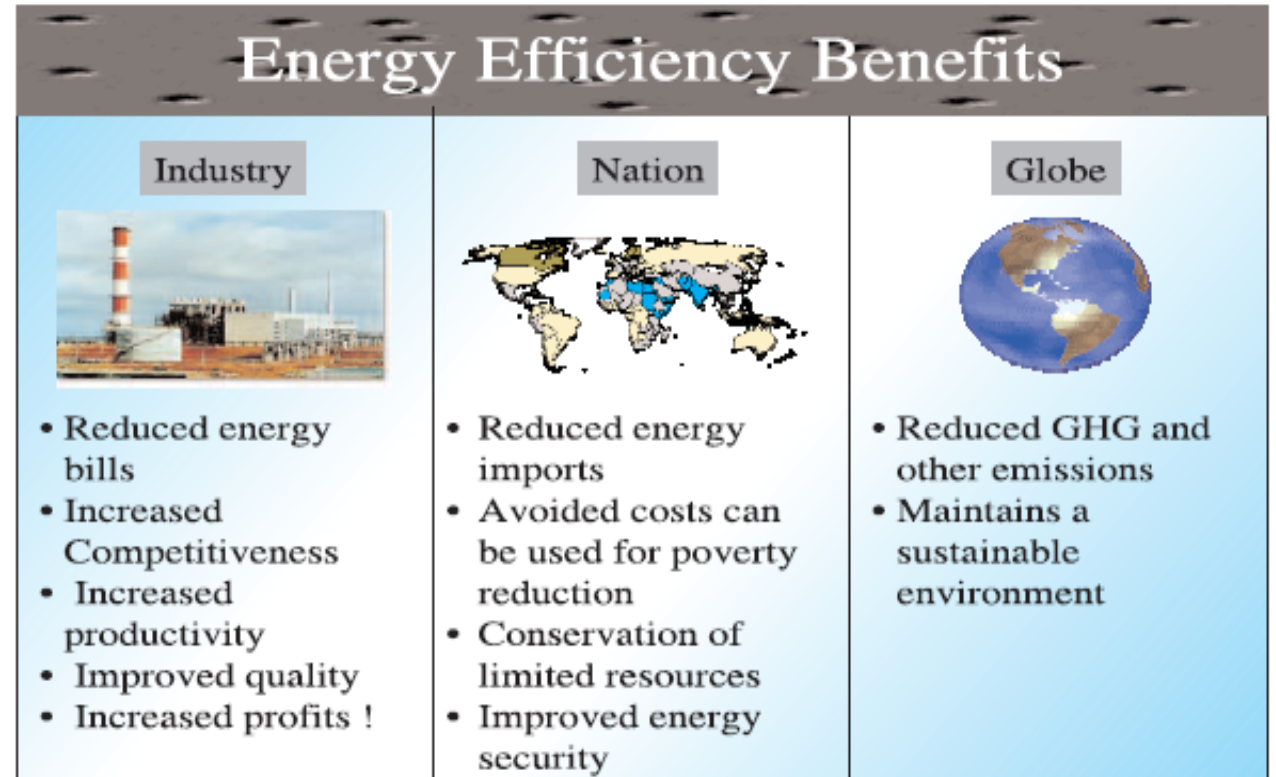 Energy Efficiency Benefits
Industry
• Reduced energy
bills
• Increased
Competitiveness
• Increased
productivity
• Improved quality
• Increased profits !
Nation
• Reduced energy
imports
• Avoided costs can
be used for poverty
reduction
• Conservation of
limited resources
• Improved energy
security
Globe
• Reduced GHG and
other emissions
• Maintains a
sustainable
environment